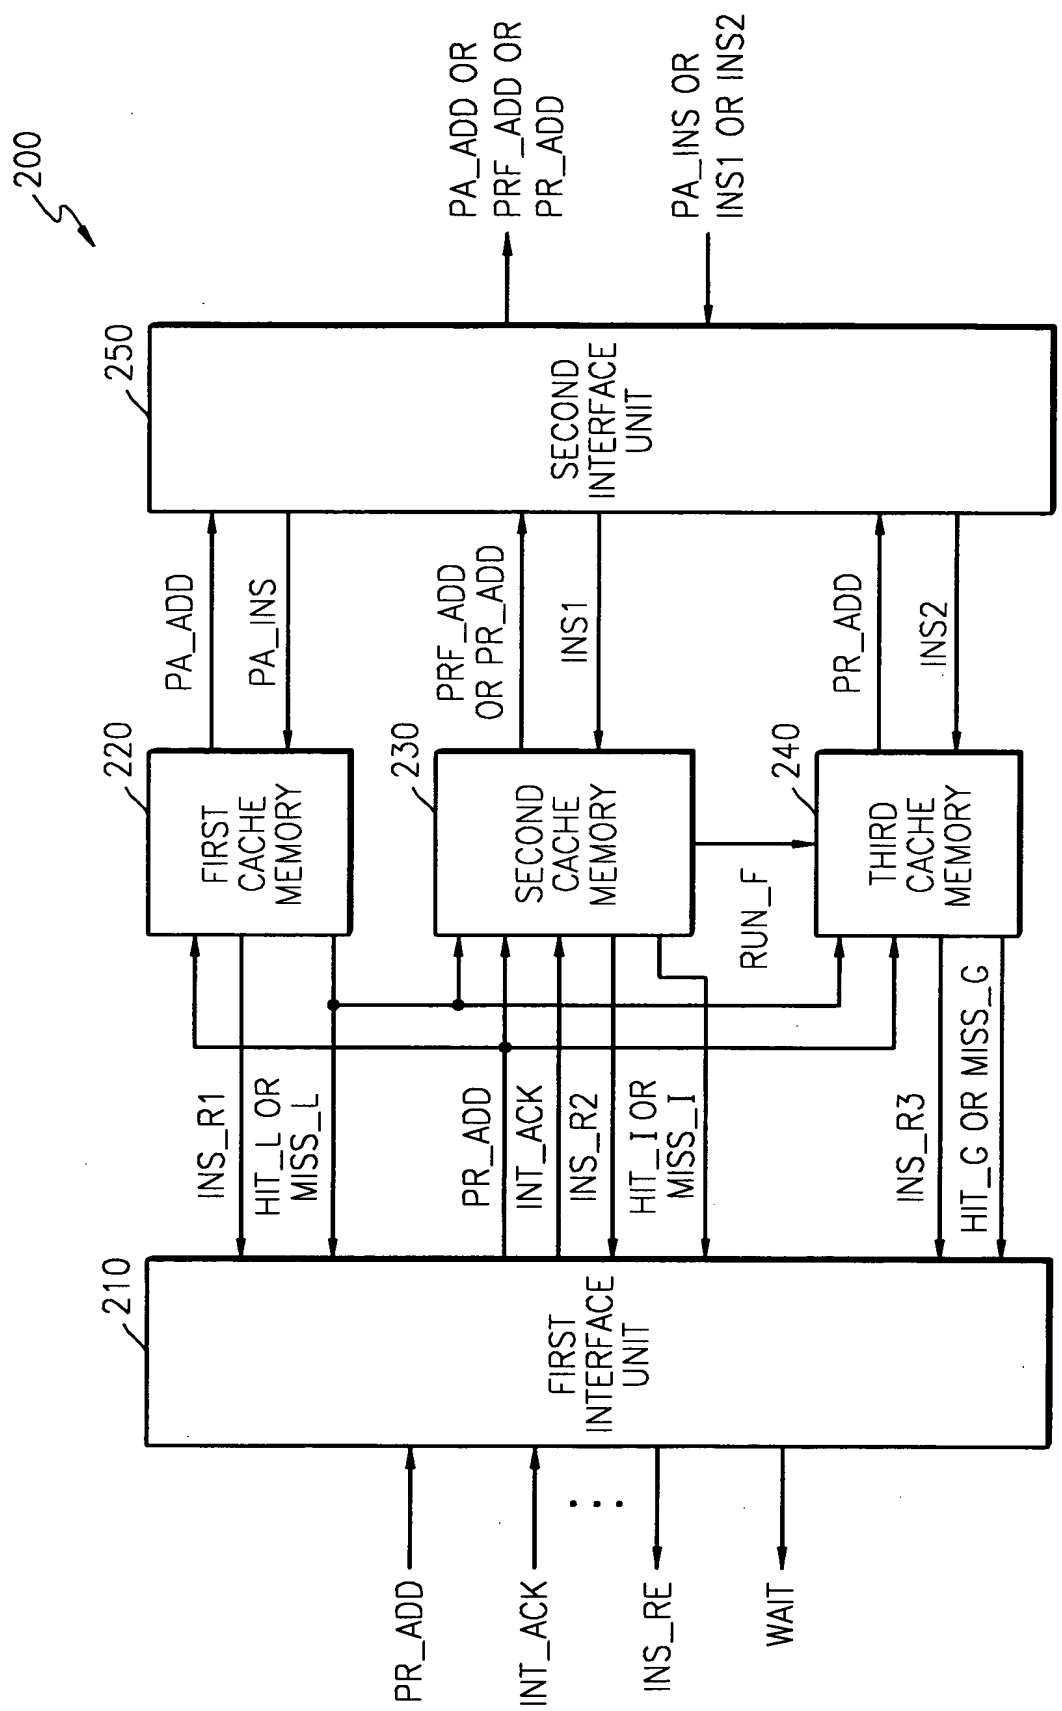 200
PR_ADD
INT_ACK
...
INS_RE
WAIT
210
FIRST
INTERFACE
UNIT
INS_R1
HIT_L OR
MISS_L
PR_ADD
INT_ACK
INS_R2
HIT_I OR
MISS_I
INS_R3
HIT_G OR MISS_G
220
FIRST
CACHE
MEMORY
230
SECOND
CACHE
MEMORY
RUN_F
240
THIRD
CACHE
MEMORY
PA_ADD
PA_INS
PRF_ADD
OR PR_ADD
INS1
PR_ADD
INS2
250
SECOND
INTERFACE
UNIT
PA_ADD OR
PRF_ADD OR
PR_ADD
PA_INS OR
INS1 OR INS2